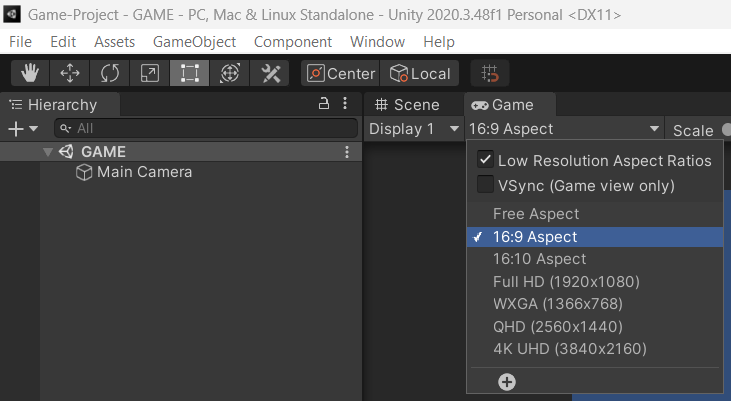 Game-Project - GAME - PC, Mac & Linux Standalone - Unity 2020.3.48f1 Personal <DX11>
File Edit Assets GameObject Component Window Help
Center Local
Hierarchy
All
GAME
Main Camera
Scene Game
Display 1 16:9 Aspect Scale
Low Resolution Aspect Ratios
VSync (Game view only)
Free Aspect
16:9 Aspect
16:10 Aspect
Full HD (1920x1080)
WXGA (1366x768)
QHD (2560x1440)
4K UHD (3840x2160)